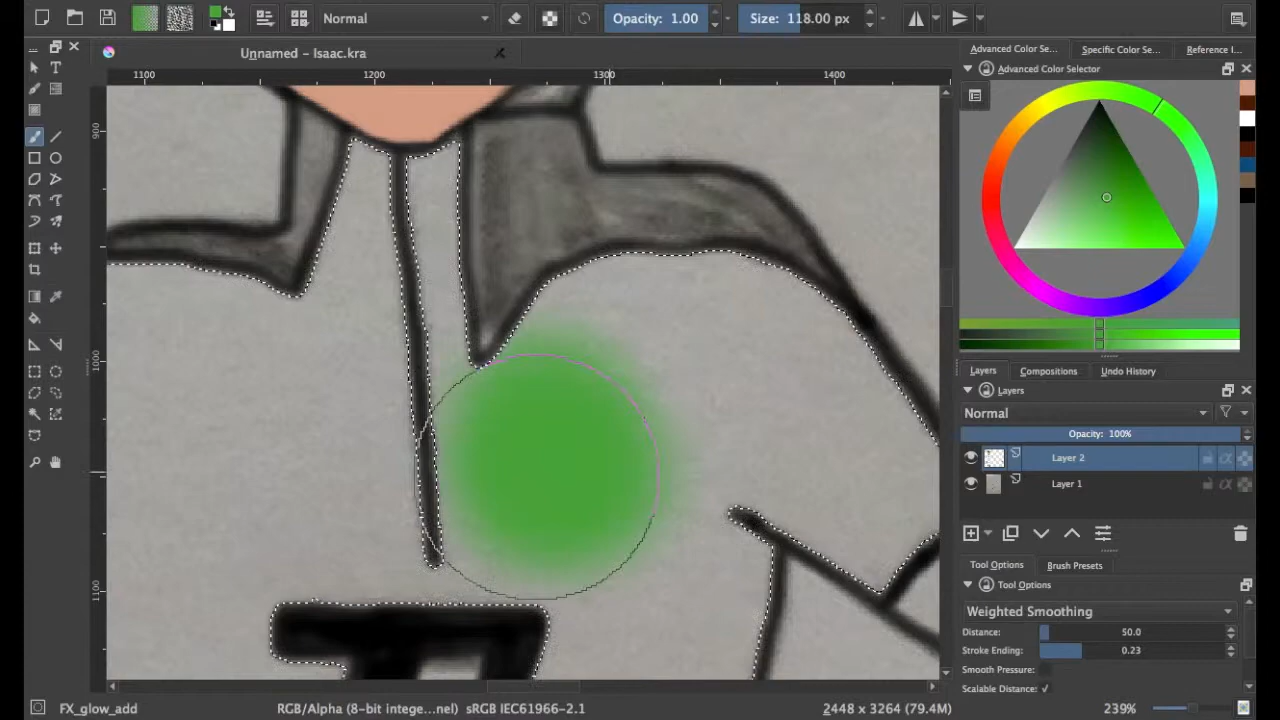 Normal
Opacity: 1.00
Size: 118.00 px
Unnamed - Isaac.kra
Advanced Color Se...
Specific Color Se...
Reference I...
Advanced Color Selector
1100
1200
1300
1400
900
1000
1100
Layers
Compositions
Undo History
Layers
Normal
Opacity: 100%
Layer 2
Layer 1
Tool Options
Brush Presets
Tool Options
Weighted Smoothing
Distance:
50.0
Stroke Ending:
0.23
Smooth Pressure:
Scalable Distance:
FX_glow_add
RGB/Alpha (8-bit intege...nel) sRGB IEC61966-2.1
2448 x 3264 (79.4M)
239%